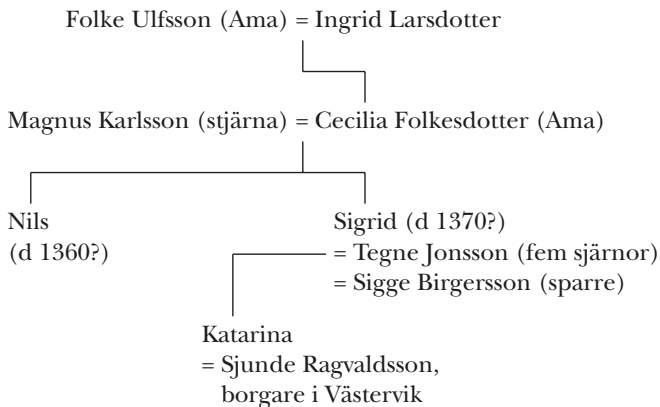 Folke Ulfsson (Ama) = Ingrid Larsdotter
Magnus Karlsson (stjärna) = Cecilia Folkesdotter (Ama)
Nils
(d 1360?)
Sigrid (d 1370?)
= Tegne Jonsson (fem sjärnor)
= Sigge Birgersson (sparre)
Katarina
= Sjunde Ragvaldsson,
borgare i Västervik